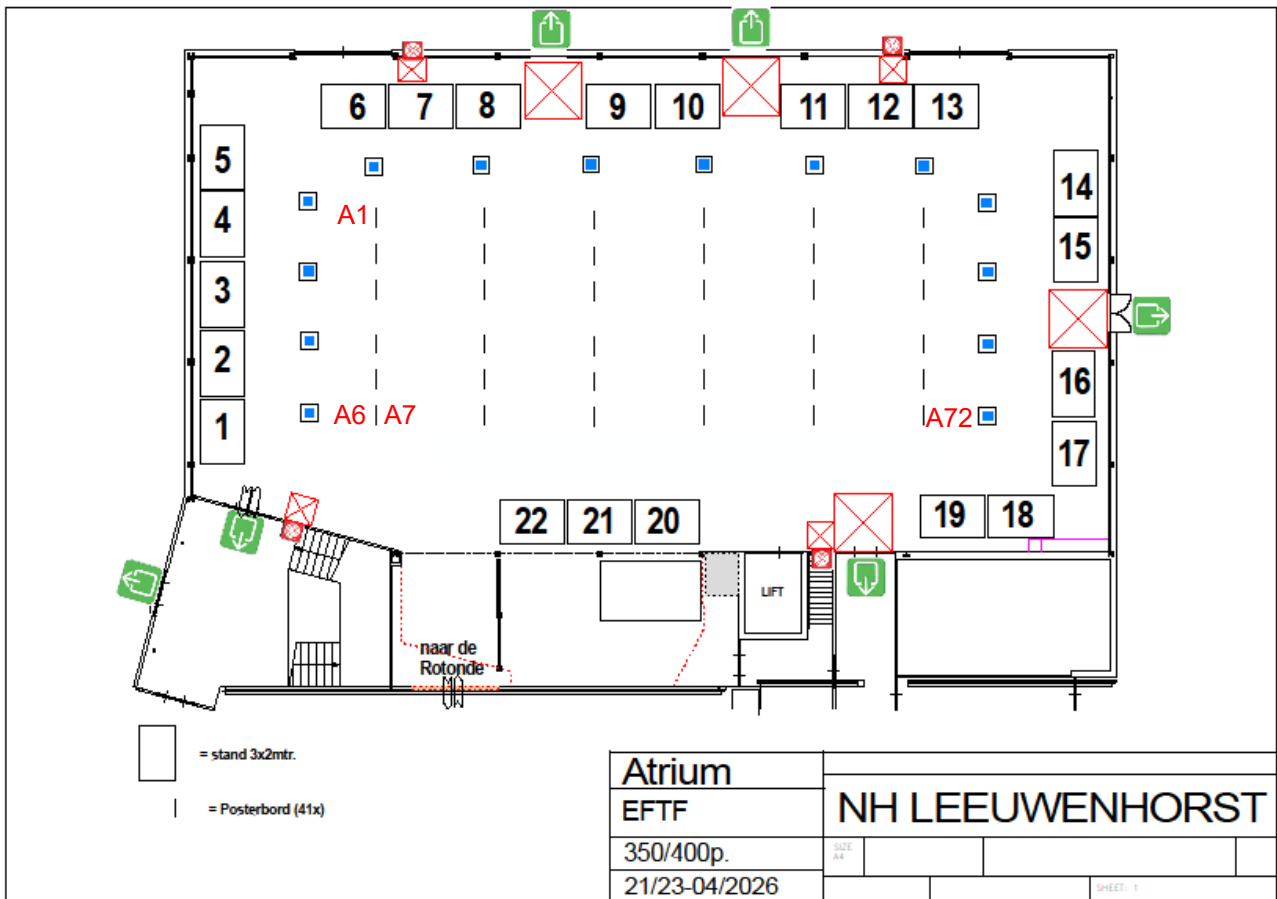 6 7 8 9 10 11 12 13
5
4
3
2
1
14
15
16
17
A1
A6 A7
A72
22 21 20
19 18
LIFT
naar de
Rotonde
= stand 3x2mtr.
= Posterbord (41x)
Atrium
EFTF
350/400p.
21/23-04/2026
NH LEEUWENHORST
SIZE
A4
SHEET: 1